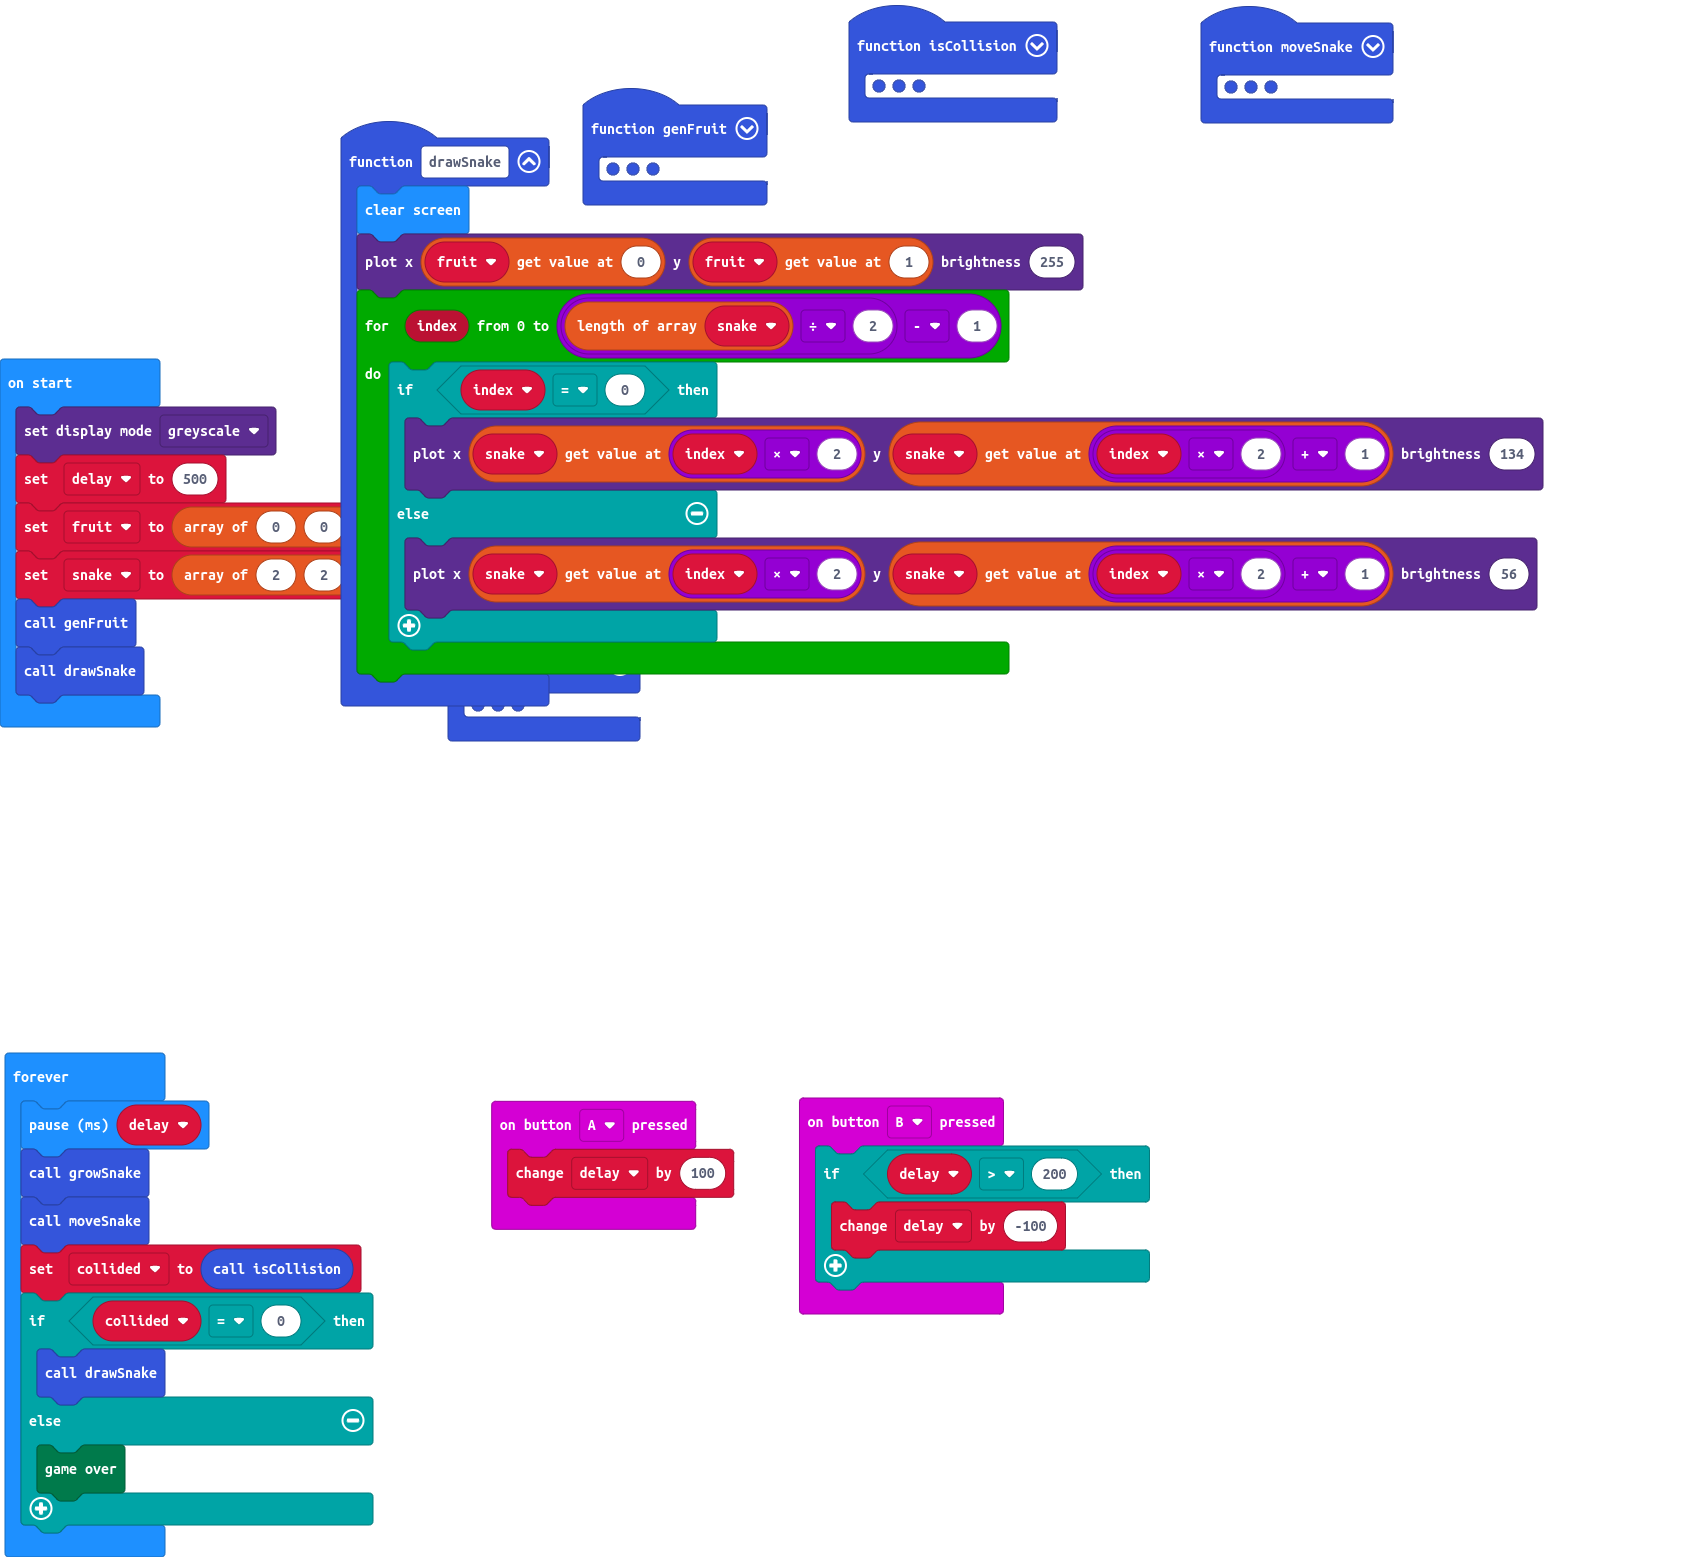 function isCollision
function moveSnake
function genFruit
function drawSnake
clear screen
plot x fruit get value at 0 y fruit get value at 1 brightness 255
for index from 0 to length of array snake ÷ 2 - 1
do
if index = 0 then
plot x snake get value at index × 2 y snake get value at index × 2 + 1 brightness 134
else
plot x snake get value at index × 2 y snake get value at index × 2 + 1 brightness 56
on start
set display mode greyscale
set delay to 500
set fruit to array of 0 0
set snake to array of 2 2
call genFruit
call drawSnake
forever
pause (ms) delay
call growSnake
call moveSnake
set collided to call isCollision
if collided = 0 then
call drawSnake
else
game over
on button A pressed
change delay by 100
on button B pressed
if delay > 200 then
change delay by -100